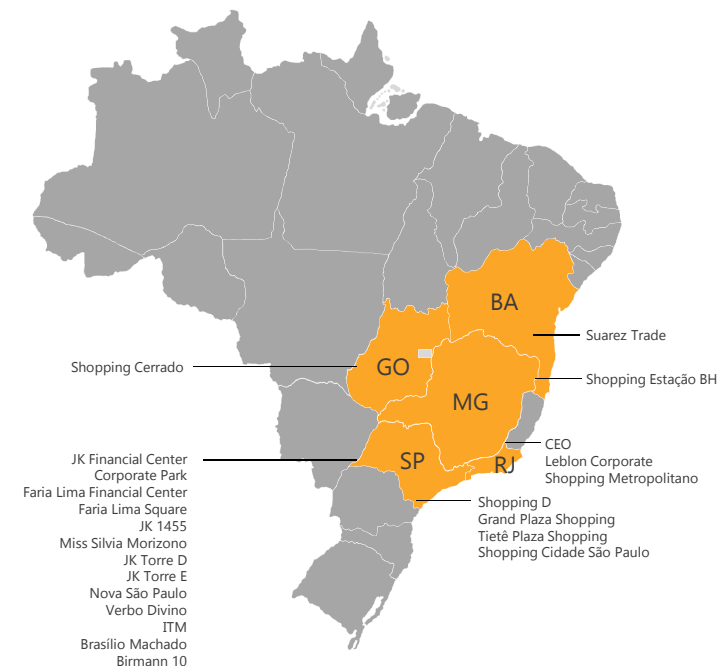 BA
Suarez Trade
Shopping Cerrado
GO
Shopping Estação BH
MG
CEO
Leblon Corporate
Shopping Metropolitano
SP
RJ
JK Financial Center
Corporate Park
Faria Lima Financial Center
Faria Lima Square
JK 1455
Miss Silvia Morizono
JK Torre D
JK Torre E
Nova São Paulo
Verbo Divino
ITM
Brasílio Machado
Birmann 10
Shopping D
Grand Plaza Shopping
Tietê Plaza Shopping
Shopping Cidade São Paulo